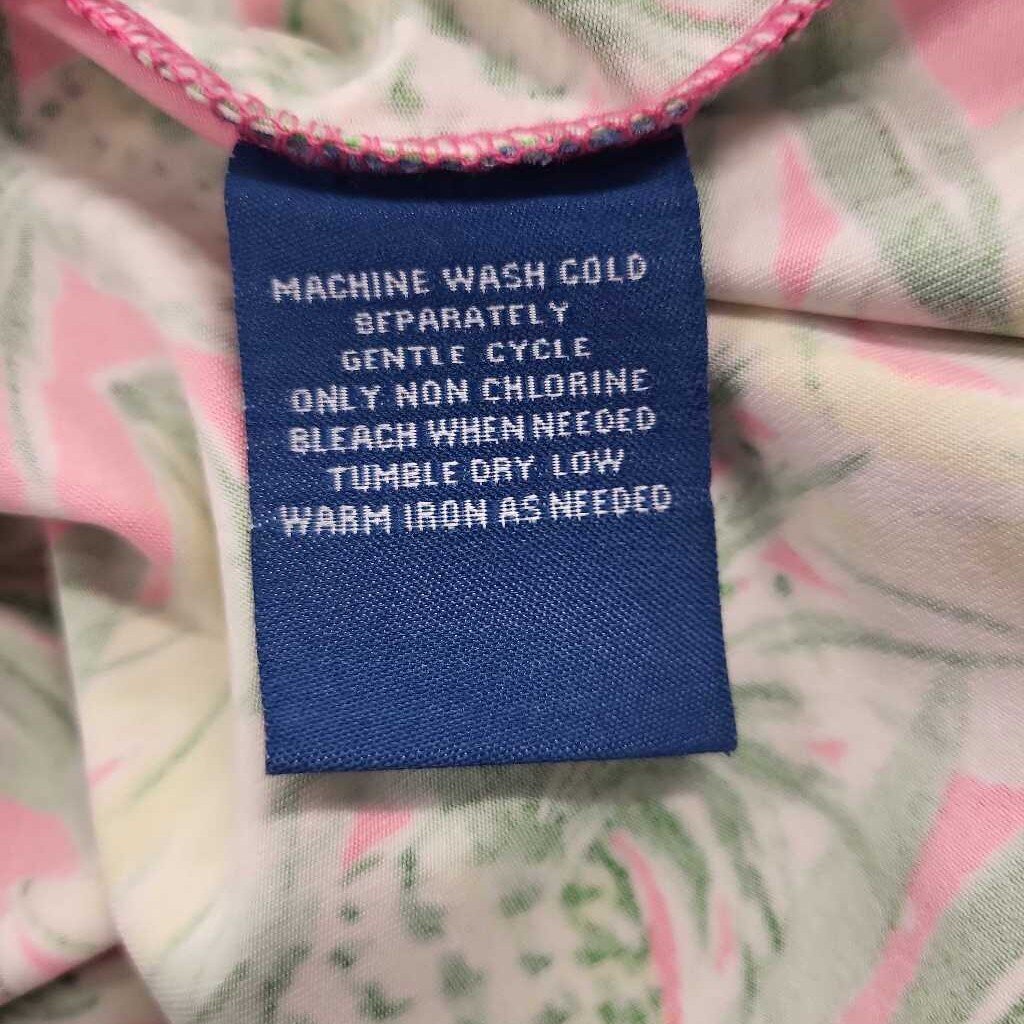 MACHINE WASH COLD
SEPARATELY
GENTLE CYCLE
ONLY NON CHLORINE
BLEACH WHEN NEEDED
TUMBLE DRY LOW
WARM IRON AS NEEDED